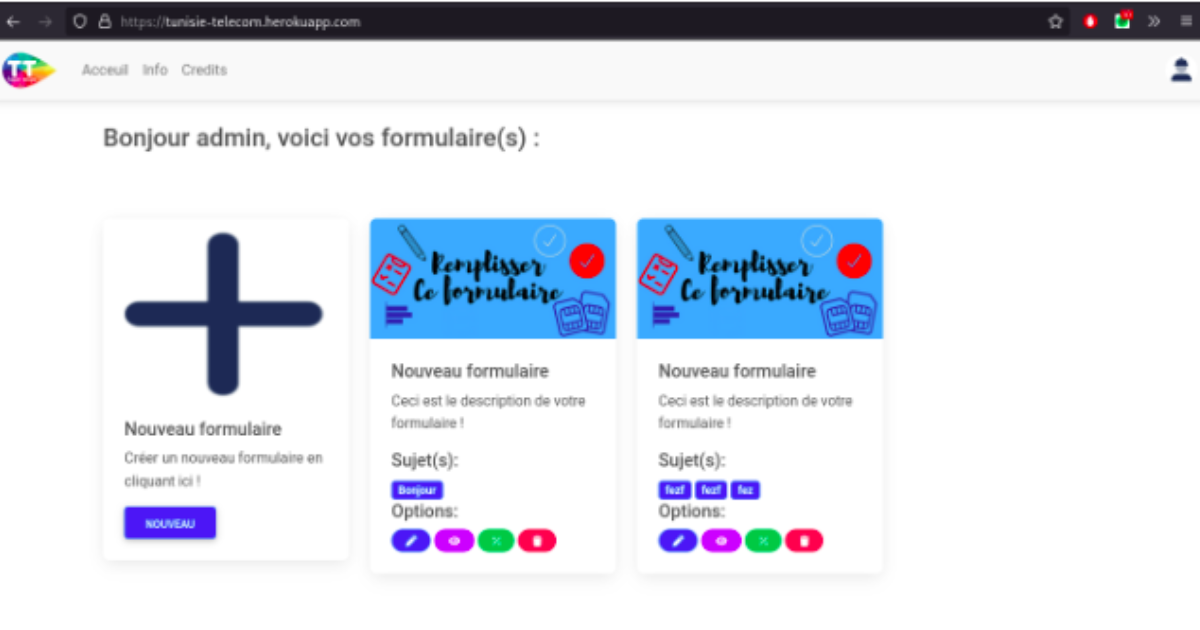 https://tunisie-telecom.herokuapp.com
TT
Acceuil Info Credits
Bonjour admin, voici vos formulaire(s) :
Nouveau formulaire
Créer un nouveau formulaire en
cliquant ici !
NOUVEAU
Remplisser
Ce formulaire
Nouveau formulaire
Ceci est le description de votre
formulaire !
Sujet(s):
Bonjour
Options:
Remplisser
Ce formulaire
Nouveau formulaire
Ceci est le description de votre
formulaire !
Sujet(s):
fezf fezf fez
Options: